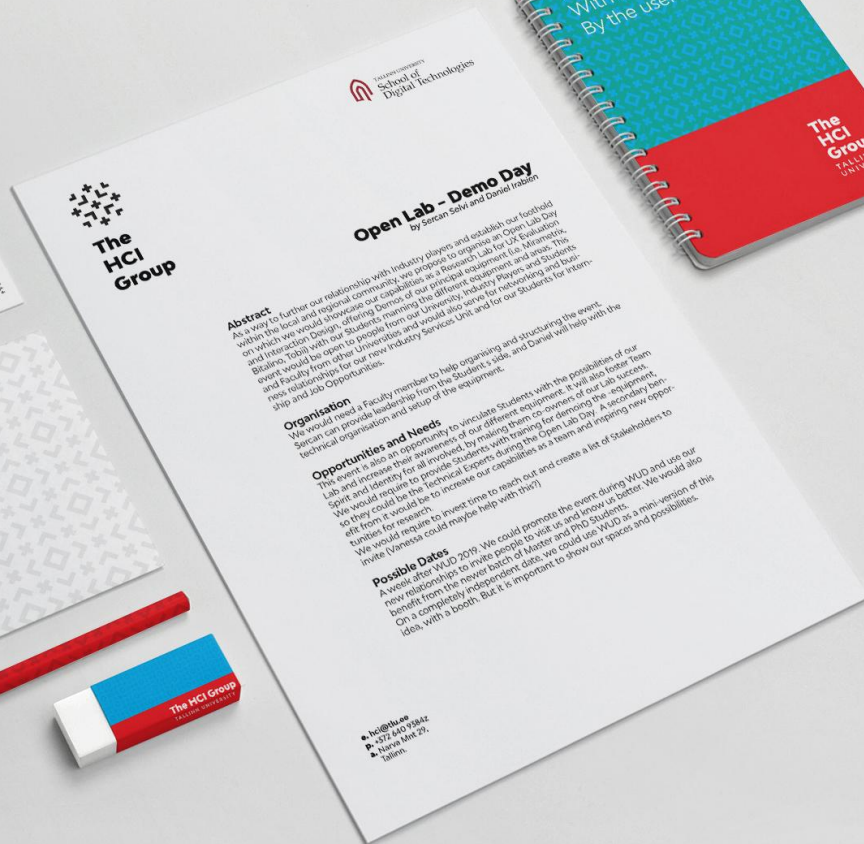 TALLINN UNIVERSITY
School of
Digital Technologies
The
HCI
Group
Open Lab – Demo Day
by Sercan Selvi and Daniel Irabien
Abstract
As a way to further our relationship with Industry players and establish our foothold
within the local and regional community, we propose to organise an Open Lab Day
on which we would showcase our capabilities as a Research Lab for UX Evaluation
and Interaction Design, offering Demos of our principal equipment (i.e. Mirametrix,
Bitalino, Tobii) with our Students manning the different equipment and areas. This
event would be open to people from our University, Industry Players and Students
and Faculty from other Universities and would also serve for networking and busi-
ness relationships for our new Industry Services Unit and for our Students for intern-
ship and Job Opportunities.
Organisation
We would need a Faculty member to help organising and structuring the event.
Sercan can provide leadership from the Student,s side, and Daniel will help with the
technical organisation and setup of the equipment.
Opportunities and Needs
This event is also an opportunity to vinculate Students with the possibilities of our
Lab and increase their awareness of our different equipment. It will also foster Team
Spirit and Identity for all involved, by making them co-owners of our Lab success.
We would require to provide Students with training for demoing the -equipment,
so they could be the Technical Experts during the Open Lab Day. A secondary ben-
efit from it would be to increase our capabilities as a team and inspiring new oppor-
tunities for research.
We would require to invest time to reach out and create a list of Stakeholders to
invite (Vanessa could maybe help with this?)
Possible Dates
A week after WUD 2019. We could promote the event during WUD and use our
new relationships to invite people to visit us and know us better. We would also
benefit from the newer batch of Master and PhD Students.
On a completely independent date, we could use WUD as a mini-version of this
idea, with a booth. But it is important to show our spaces and possibilities.
e. hci@tlu.ee
p. +372 640 9384z
a. Narva Mnt 29,
Tallinn.
With
By the user
The
HCI
Grou
TALLI
UNIV
The HCI Group
TALLINN UNIVERSITY